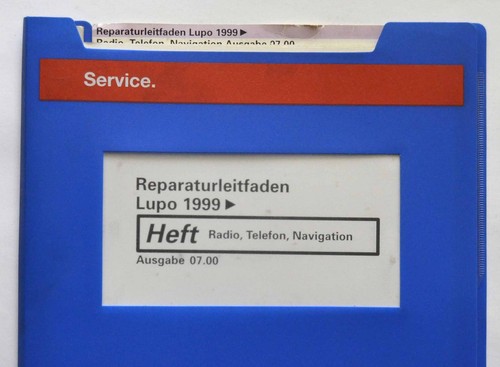 Reparaturleitfaden Lupo 1999 ►
Radio, Telefon, Navigation Ausgabe 07.00
Service.
Reparaturleitfaden
Lupo 1999 ►
Heft Radio, Telefon, Navigation
Ausgabe 07.00